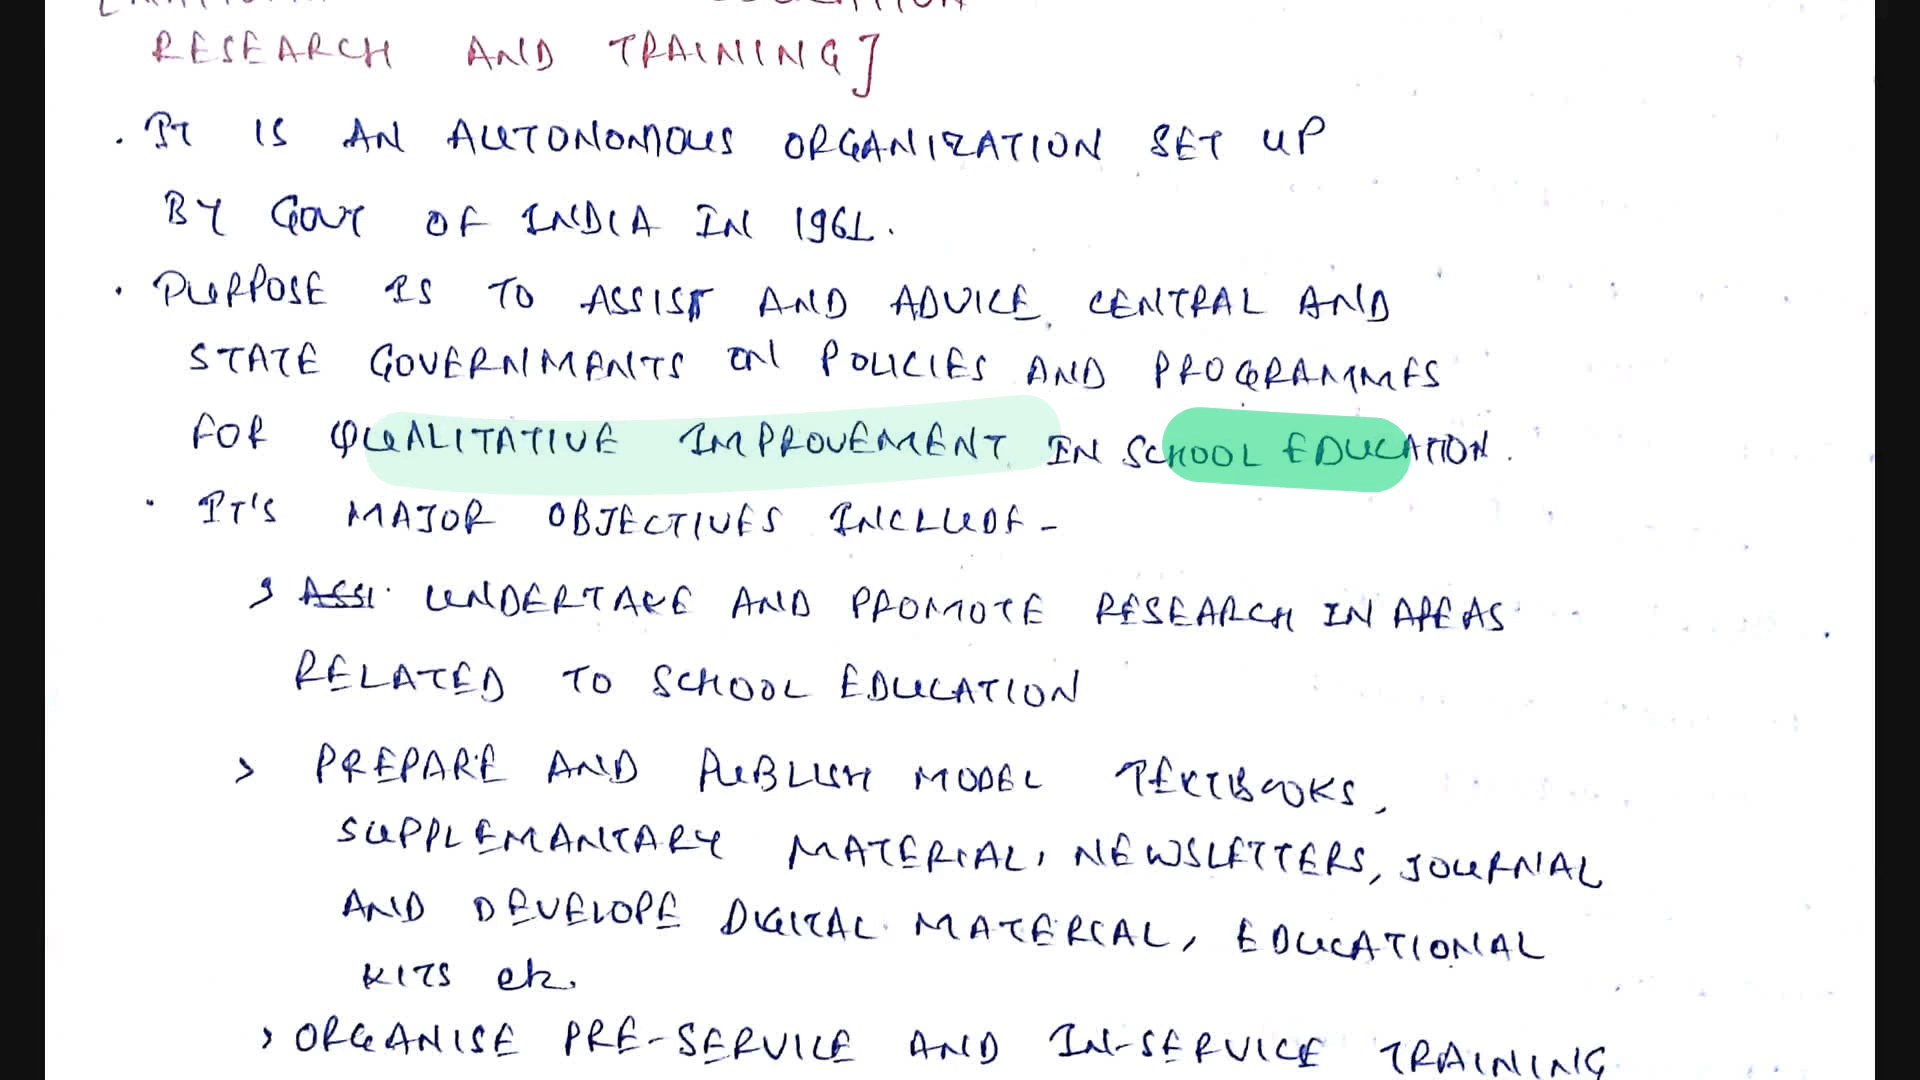 RESEARCH AND TRAINING]
. IT IS AN AUTONOMOUS ORGANIZATION SET UP
BY GOVT OF INDIA IN 1961.
. PURPOSE IS TO ASSIST AND ADVICE CENTRAL AND
STATE GOVERNMANTS ON POLICIES AND PROGRAMMES
FOR QUALITATIVE IMPROVEMENT IN SCHOOL EDUCATION.
. IT'S MAJOR OBJECTIVES INCLUDE -
> ASSI. UNDERTAKE AND PROMOTE RESEARCH IN AREAS
RELATED TO SCHOOL EDUCATION
> PREPARE AND PUBLISH MODEL TEXTBOOKS,
SUPPLEMANTARY MATERIAL, NEWSLETTERS, JOURNAL
AND DEVELOPE DIGITAL MATERIAL, EDUCATIONAL
KITS etc.
> ORGANISE PRE-SERVICE AND IN-SERVICE TRAINING